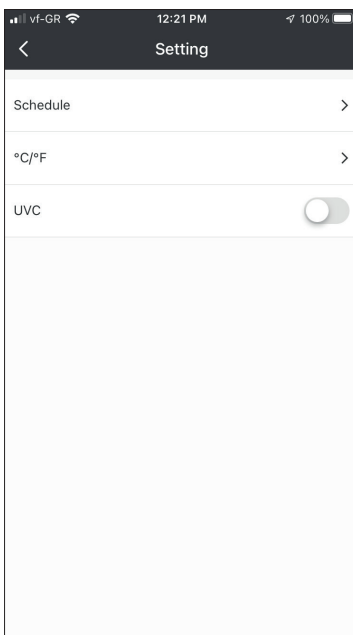 vf-GR 12:21 PM 100%
Setting
Schedule
°C/°F
UVC